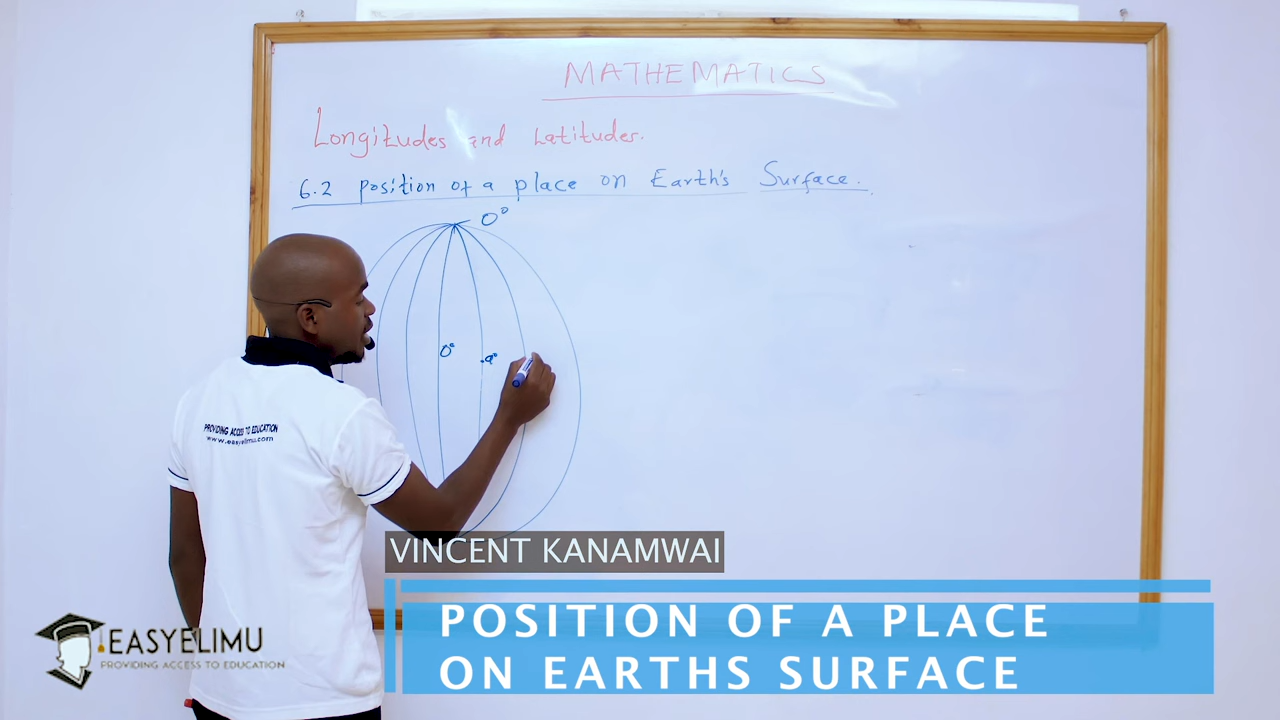 MATHEMATICS
Longitudes and Latitudes.
6.2 position of a place on Earth's Surface.
0°
0°
a°
PROVIDING ACCESS TO EDUCATION
www.easyelimu.com
VINCENT KANAMWAI
POSITION OF A PLACE
ON EARTHS SURFACE
EASYELIMU
PROVIDING ACCESS TO EDUCATION